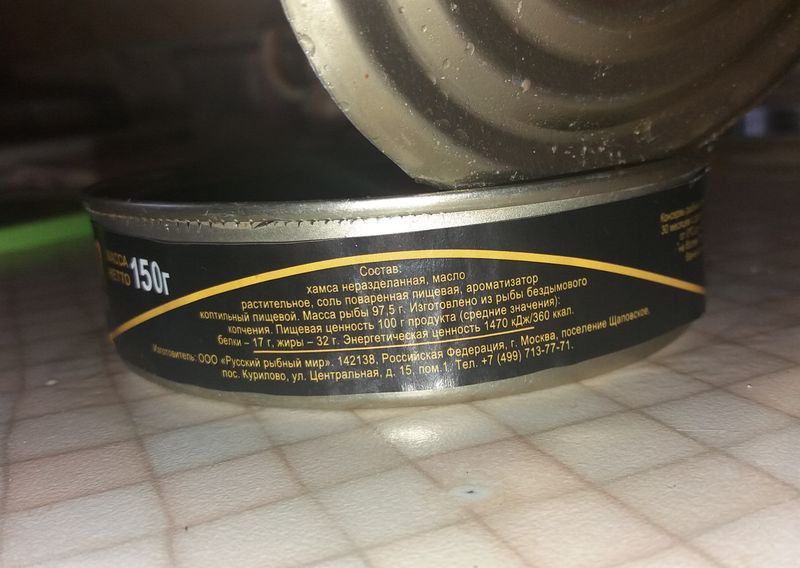 МАССА
НЕТТО 150г
Состав:
хамса неразделанная, масло
растительное, соль поваренная пищевая, ароматизатор
коптильный пищевой. Масса рыбы 97,5 г. Изготовлено из рыбы бездымового
копчения. Пищевая ценность 100 г продукта (средние значения):
белки – 17 г, жиры – 32 г. Энергетическая ценность 1470 кДж/360 ккал.
Изготовитель: ООО «Русский рыбный мир». 142138, Российская Федерация, г. Москва, поселение Щаповское,
пос. Курилово, ул. Центральная, д. 15, пом.1. Тел. +7 (499) 713-77-71.
30 месяцев